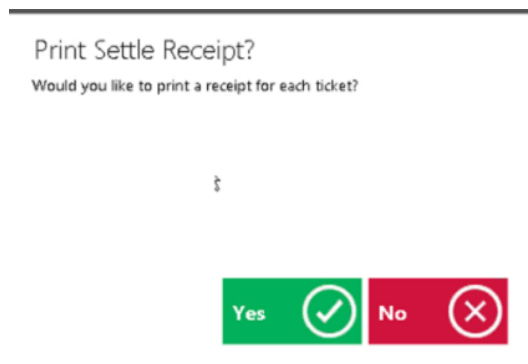 Print Settle Receipt?
Would you like to print a receipt for each ticket?
Yes
No